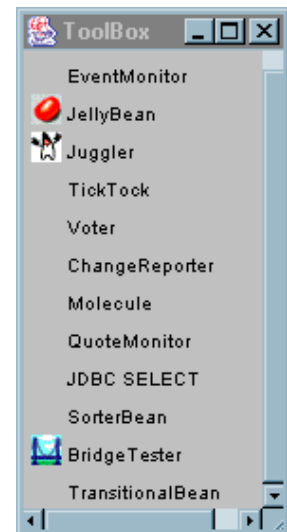 ToolBox
EventMonitor
JellyBean
Juggler
TickTock
Voter
ChangeReporter
Molecule
QuoteMonitor
JDBC SELECT
SorterBean
BridgeTester
TransitionalBean